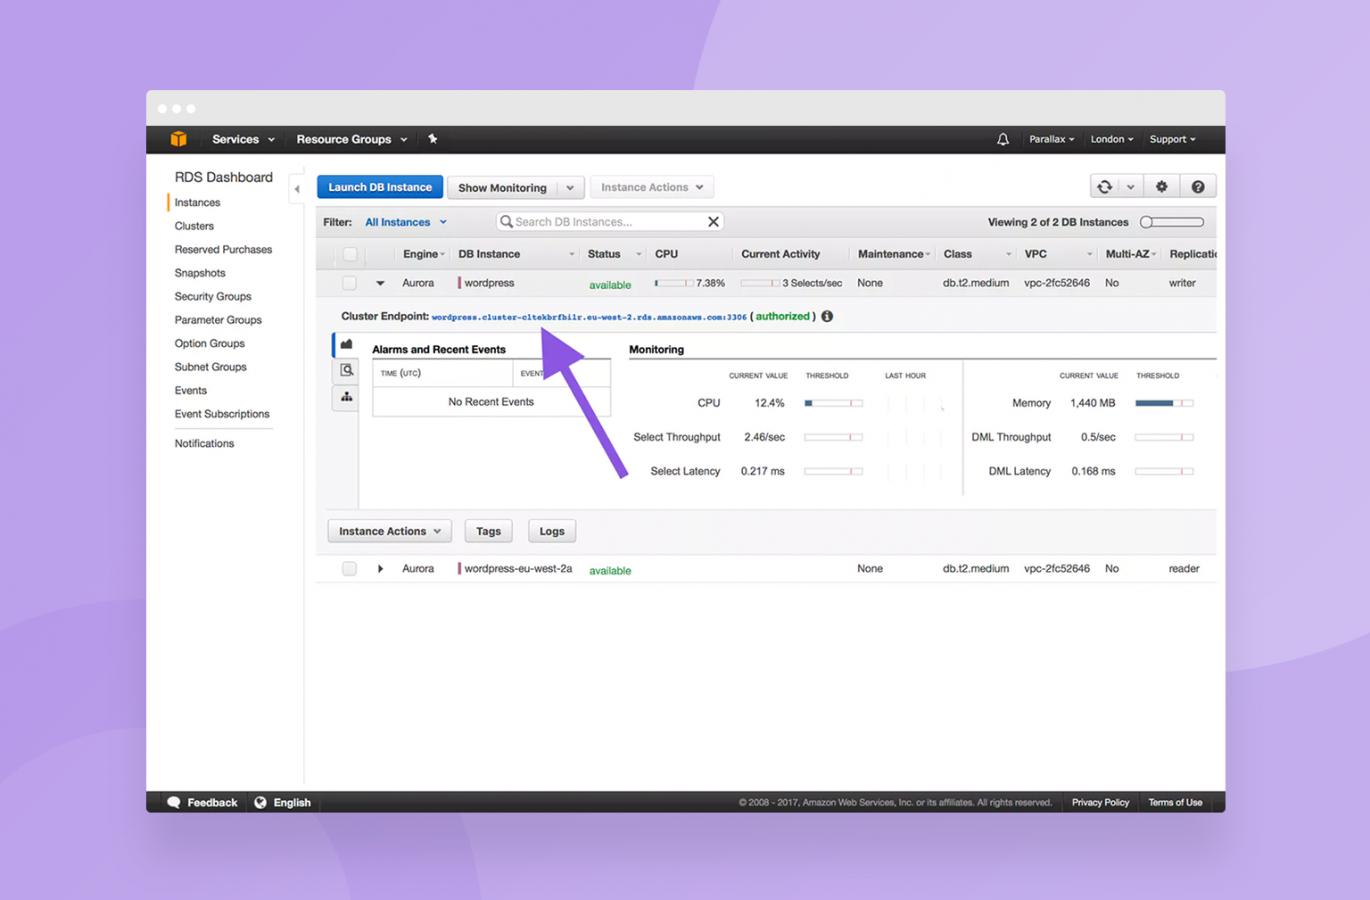 Services Resource Groups Parallax London Support
RDS Dashboard
Instances
Clusters
Reserved Purchases
Snapshots
Security Groups
Parameter Groups
Option Groups
Subnet Groups
Events
Event Subscriptions
Notifications
Launch DB Instance Show Monitoring Instance Actions
Filter: All Instances Search DB Instances... Viewing 2 of 2 DB Instances
Engine DB Instance Status CPU Current Activity Maintenance Class VPC Multi-AZ Replicatic
Aurora wordpress available 7.38% 3 Selects/sec None db.t2.medium vpc-2fc52646 No writer
Cluster Endpoint: wordpress.cluster-cltekbrfbilr.eu-west-2.rds.amazonaws.com:3306 ( authorized )
Alarms and Recent Events
TIME (UTC) EVENT
No Recent Events
Monitoring
CURRENT VALUE THRESHOLD LAST HOUR CURRENT VALUE THRESHOLD
CPU 12.4% Memory 1,440 MB
Select Throughput 2.46/sec DML Throughput 0.5/sec
Select Latency 0.217 ms DML Latency 0.168 ms
Instance Actions Tags Logs
Aurora wordpress-eu-west-2a available None db.t2.medium vpc-2fc52646 No reader
Feedback English © 2008 - 2017, Amazon Web Services, Inc. or its affiliates. All rights reserved. Privacy Policy Terms of Use